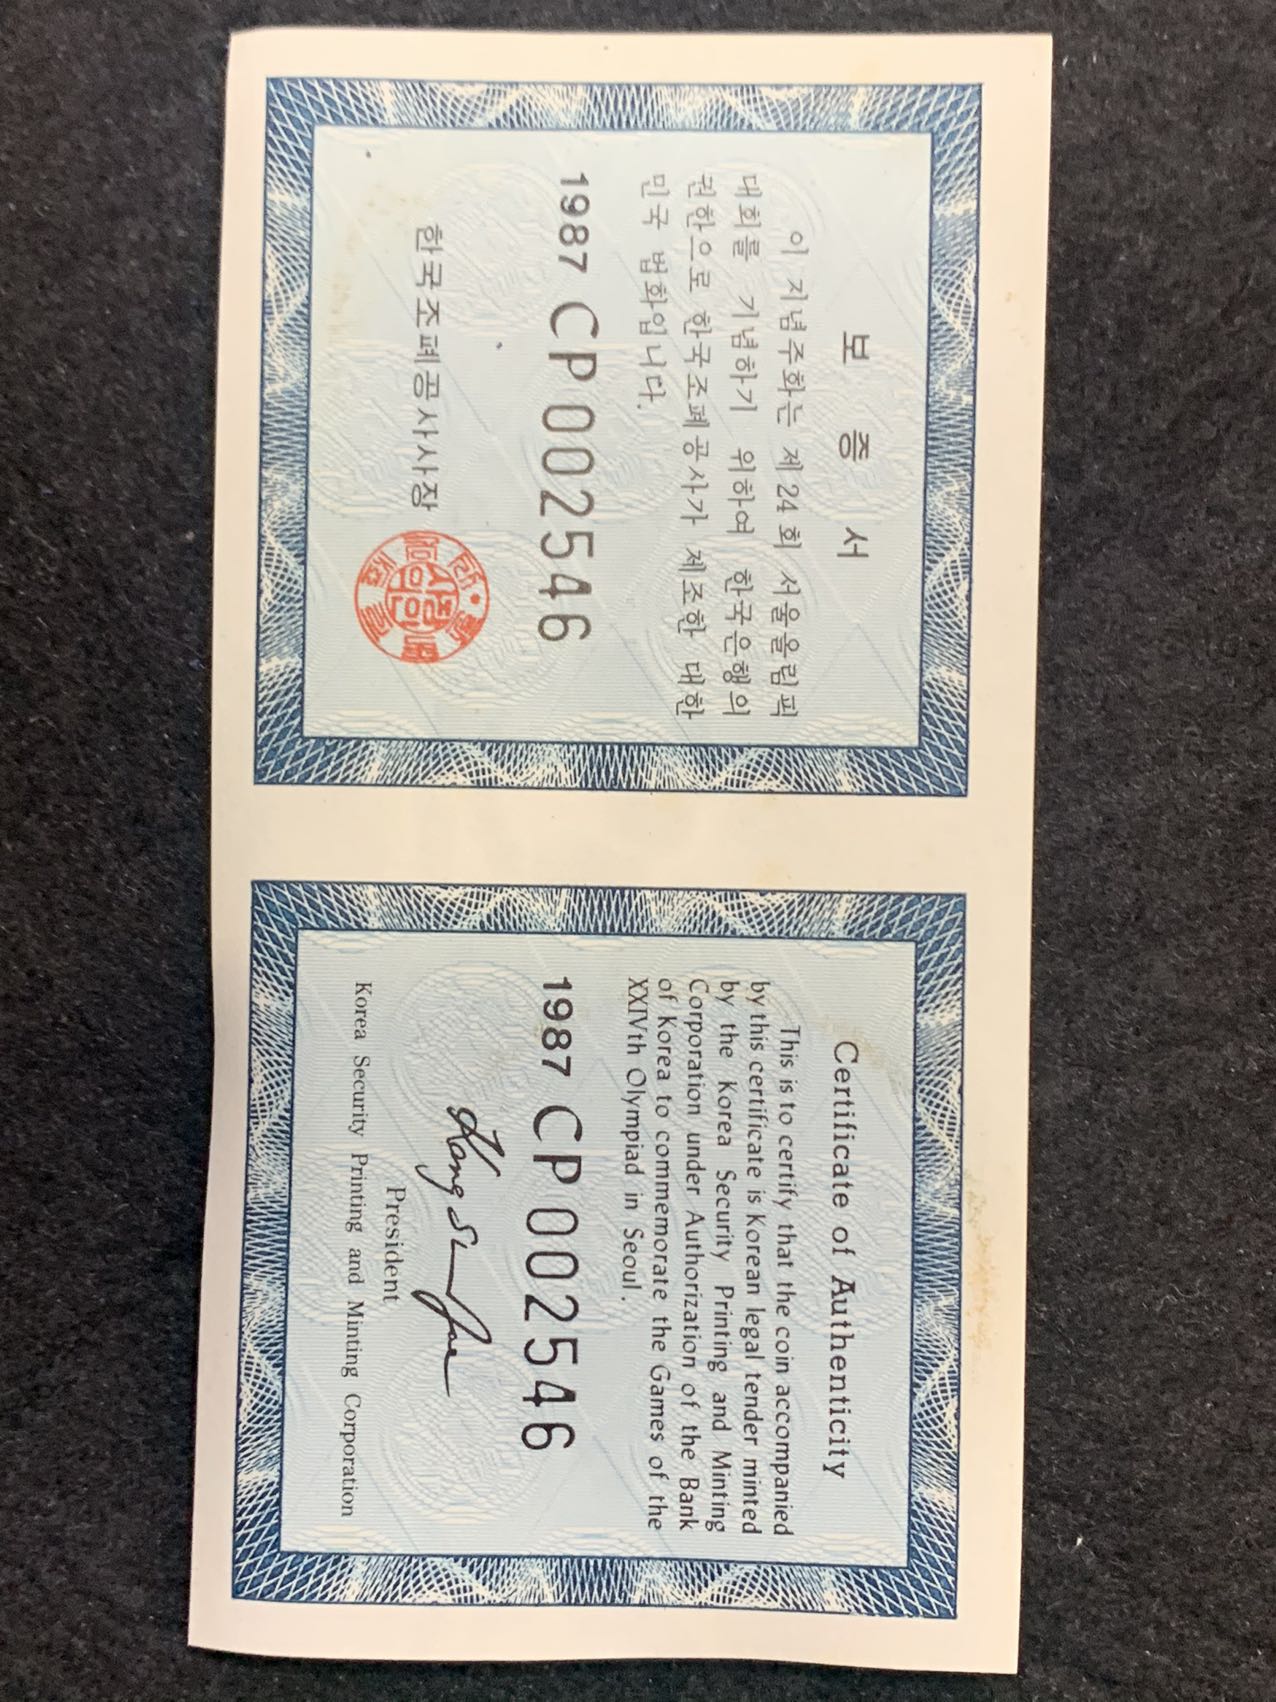 보증서
이 기념주화는 제24회 서울올림픽
대회를 기념하기 위하여 한국은행의
권한으로 한국조폐공사가 제조한 대한
민국 법화입니다.
1987 CP002546
한국조폐공사사장
Certificate of Authenticity
This is to certify that the coin accompanied
by this certificate is Korean legal tender minted
by the Korea Security Printing and Minting
Corporation under Authorization of the Bank
of Korea to commemorate the Games of the
XXIVth Olympiad in Seoul.
1987 CP002546
President
Korea Security Printing and Minting Corporation